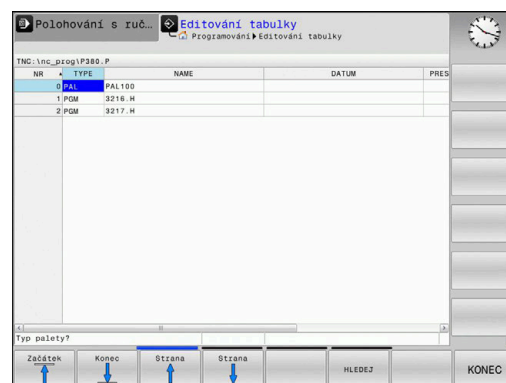 Polohování s ruč... Editování tabulky
Programování Editování tabulky
TNC:\nc_prog\P380.P
NR TYPE NAME DATUM PRES
0 PAL PAL100
1 PGM 3216.H
2 PGM 3217.H
Typ palety?
Začátek Konec Strana Strana HLEDEJ KONEC